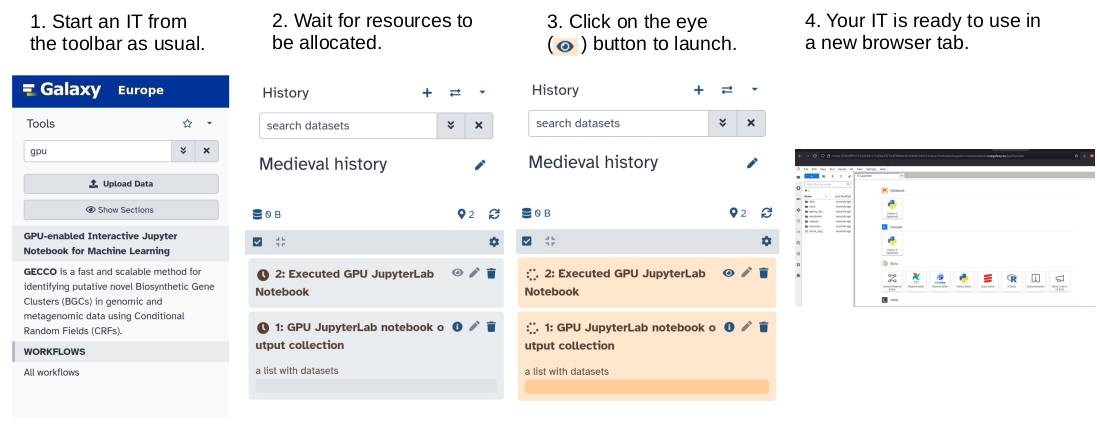 1. Start an IT from
the toolbar as usual.
2. Wait for resources to
be allocated.
3. Click on the eye
( ) button to launch.
4. Your IT is ready to use in
a new browser tab.
Galaxy Europe
Tools
gpu
Upload Data
Show Sections
GPU-enabled Interactive Jupyter
Notebook for Machine Learning
GECCO is a fast and scalable method for
identifying putative novel Biosynthetic Gene
Clusters (BGCs) in genomic and
metagenomic data using Conditional
Random Fields (CRFs).
WORKFLOWS
All workflows
History
search datasets
Medieval history
0 B
2
2: Executed GPU JupyterLab
Notebook
1: GPU JupyterLab notebook o
utput collection
a list with datasets
History
search datasets
Medieval history
0 B
2
2: Executed GPU JupyterLab
Notebook
1: GPU JupyterLab notebook o
utput collection
a list with datasets
Notebook
Console